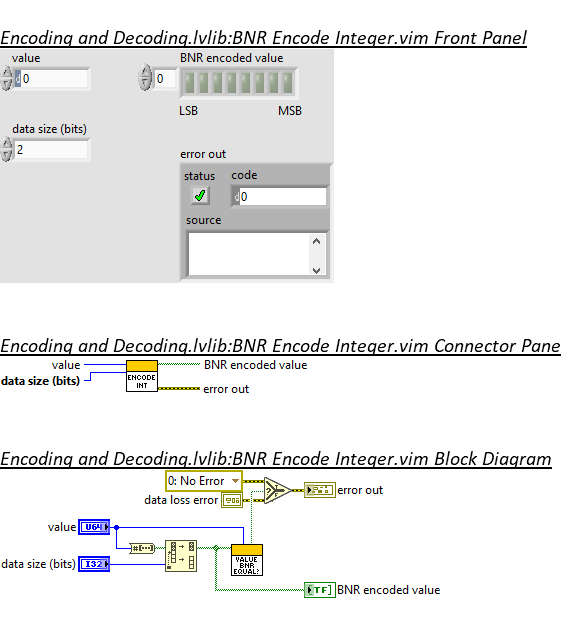 Encoding and Decoding.lvlib:BNR Encode Integer.vim Front Panel
value
BNR encoded value
d 0
0
LSB
MSB
data size (bits)
2
error out
status
code
d 0
source
Encoding and Decoding.lvlib:BNR Encode Integer.vim Connector Pane
value
BNR encoded value
data size (bits)
ENCODE
INT
error out
Encoding and Decoding.lvlib:BNR Encode Integer.vim Block Diagram
0: No Error
data loss error
error out
value
U64
#[...]
VALUE
BNR
EQUAL?
data size (bits)
I32
TF
BNR encoded value